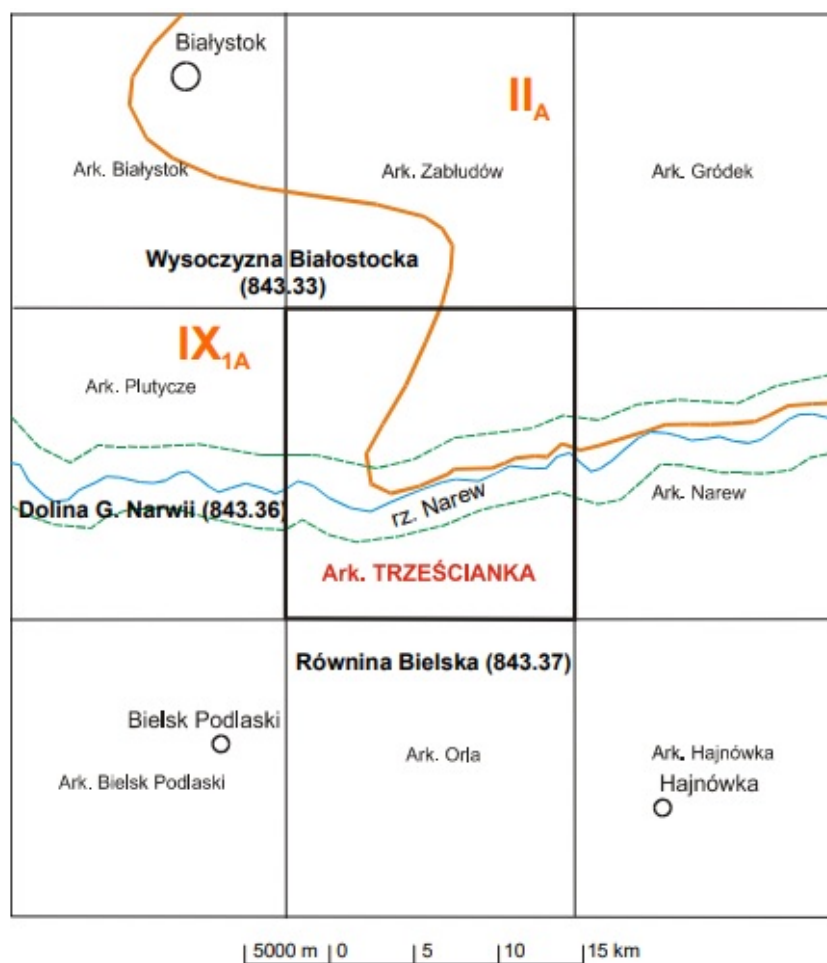 Białystok
II A
Ark. Białystok
Ark. Zabłudów
Ark. Gródek
Wysoczyzna Białostocka
(843.33)
IX 1A
Ark. Plutycze
Dolina G. Narwii (843.36)
rz. Narew
Ark. Narew
Ark. TRZEŚCIANKA
Równina Bielska (843.37)
Bielsk Podlaski
Ark. Bielsk Podlaski
Ark. Orla
Ark. Hajnówka
Hajnówka
5000 m 0 5 10 15 km